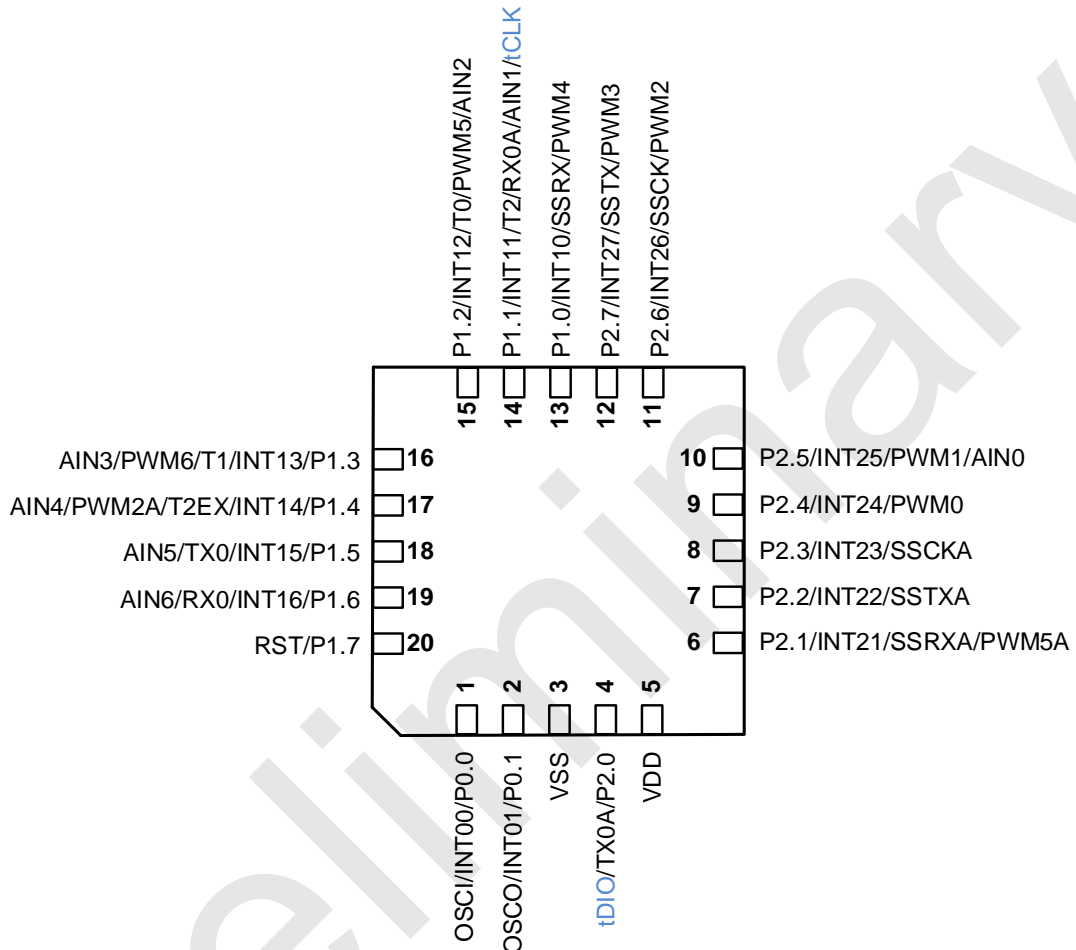 P1.2/INT12/T0/PWM5/AIN2
P1.1/INT11/T2/RX0A/AIN1/tCLK
P1.0/INT10/SSRX/PWM4
P2.7/INT27/SSTX/PWM3
P2.6/INT26/SSCK/PWM2
15 14 13 12 11
AIN3/PWM6/T1/INT13/P1.3 16
10 P2.5/INT25/PWM1/AIN0
AIN4/PWM2A/T2EX/INT14/P1.4 17
9 P2.4/INT24/PWM0
AIN5/TX0/INT15/P1.5 18
8 P2.3/INT23/SSCKA
AIN6/RX0/INT16/P1.6 19
7 P2.2/INT22/SSTXA
RST/P1.7 20
6 P2.1/INT21/SSRXA/PWM5A
1 2 3 4 5
OSCI/INT00/P0.0
OSCO/INT01/P0.1
VSS
tDIO/TX0A/P2.0
VDD
eliminary